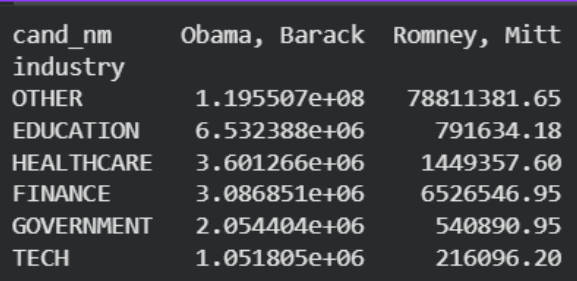 cand_nm Obama, Barack Romney, Mitt
industry
OTHER 1.195507e+08 78811381.65
EDUCATION 6.532388e+06 791634.18
HEALTHCARE 3.601266e+06 1449357.60
FINANCE 3.086851e+06 6526546.95
GOVERNMENT 2.054404e+06 540890.95
TECH 1.051805e+06 216096.20